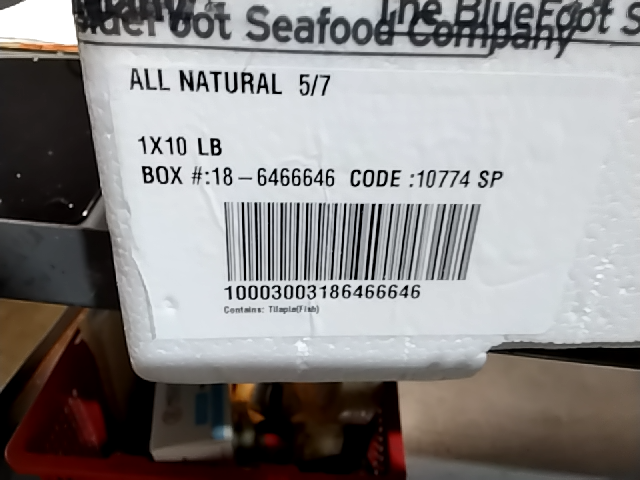 BlueFoot Seafood Company
The BlueFoot S
ALL NATURAL 5/7
1X10 LB
BOX #:18-6466646 CODE :10774 SP
10003003186466646
Contains: Tilapia(Fish)